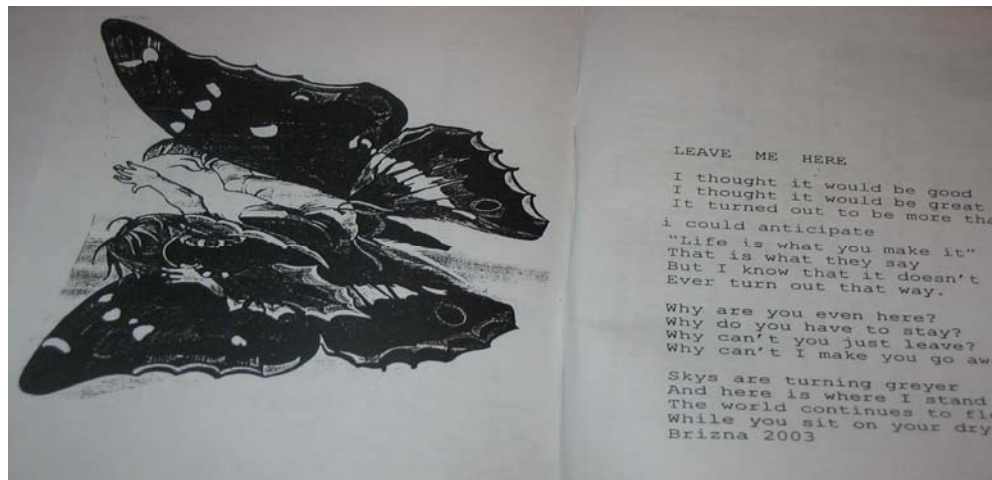 LEAVE ME HERE
I thought it would be good
I thought it would be great
It turned out to be more
i could anticipate
“Life is what you make it”
That is what they say
But I know that it doesn't
Ever turn out that way.
Why are you even here?
Why do you have to stay?
Why can't you just leave?
Why can't I make you go
Skys are turning greyer
And here is where I stand
The world continues to
While you sit on your dry
Brizna 2003